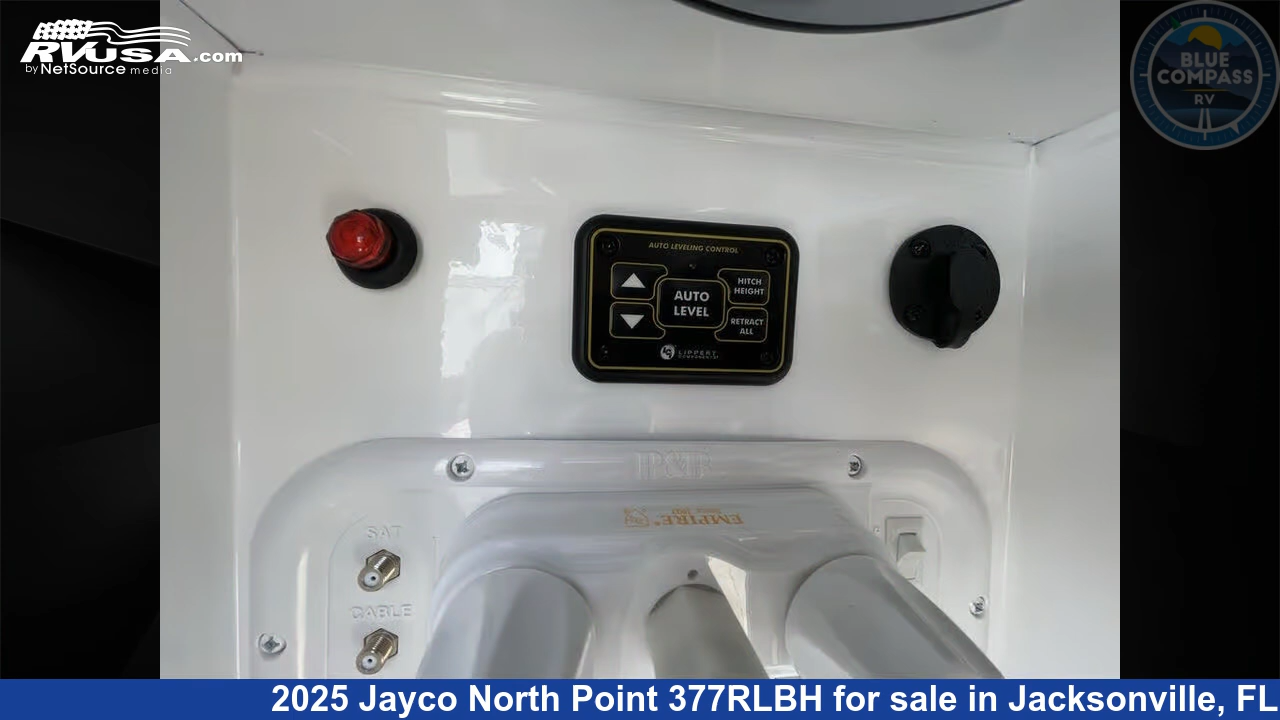 RVUSA.com
by NetSource media
BLUE
COMPASS
RV
AUTO LEVELING CONTROL
AUTO
LEVEL
HITCH
HEIGHT
RETRACT
ALL
LIPPERT
COMPONENTS
B&B
EMPIRE
SAT
CABLE
2025 Jayco North Point 377RLBH for sale in Jacksonville, FL